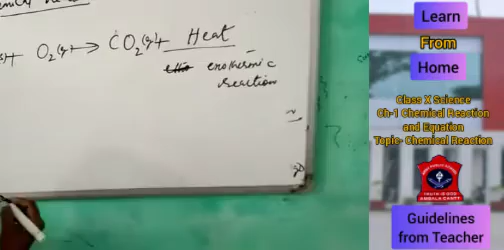 O₂(g) → CO₂(g)+ Heat
exothermic
reaction
Learn
From
Home
Class X Science
Ch-1 Chemical Reaction
and Equation
Topic- Chemical Reaction
Guidelines
from Teacher